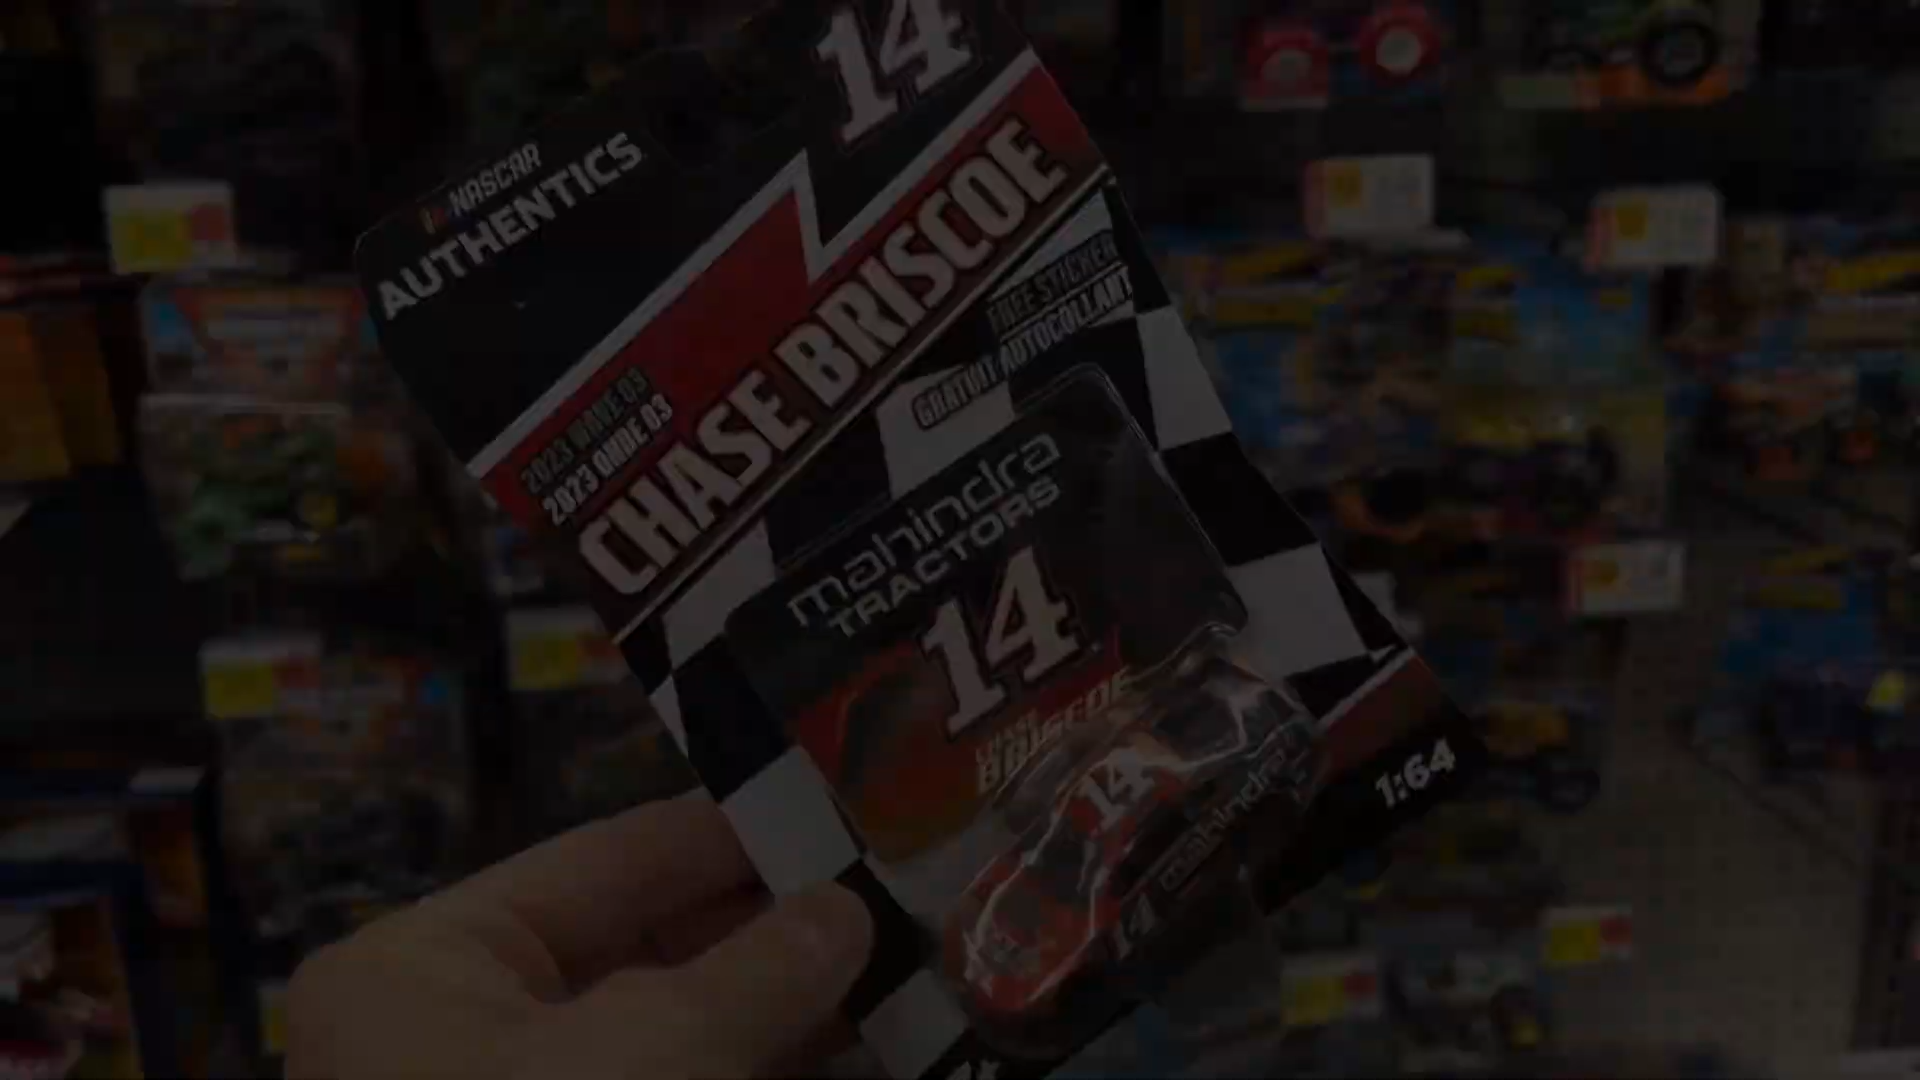 14
NASCAR
AUTHENTICS
CHASE BRISCOE
2023 WAVE 03
2023 ONDE 03
FREE STICKER
GRATUIT AUTOCOLLANT
mahindra
TRACTORS
14
CHASE
BRISCOE
14
mahindra
14
1:64